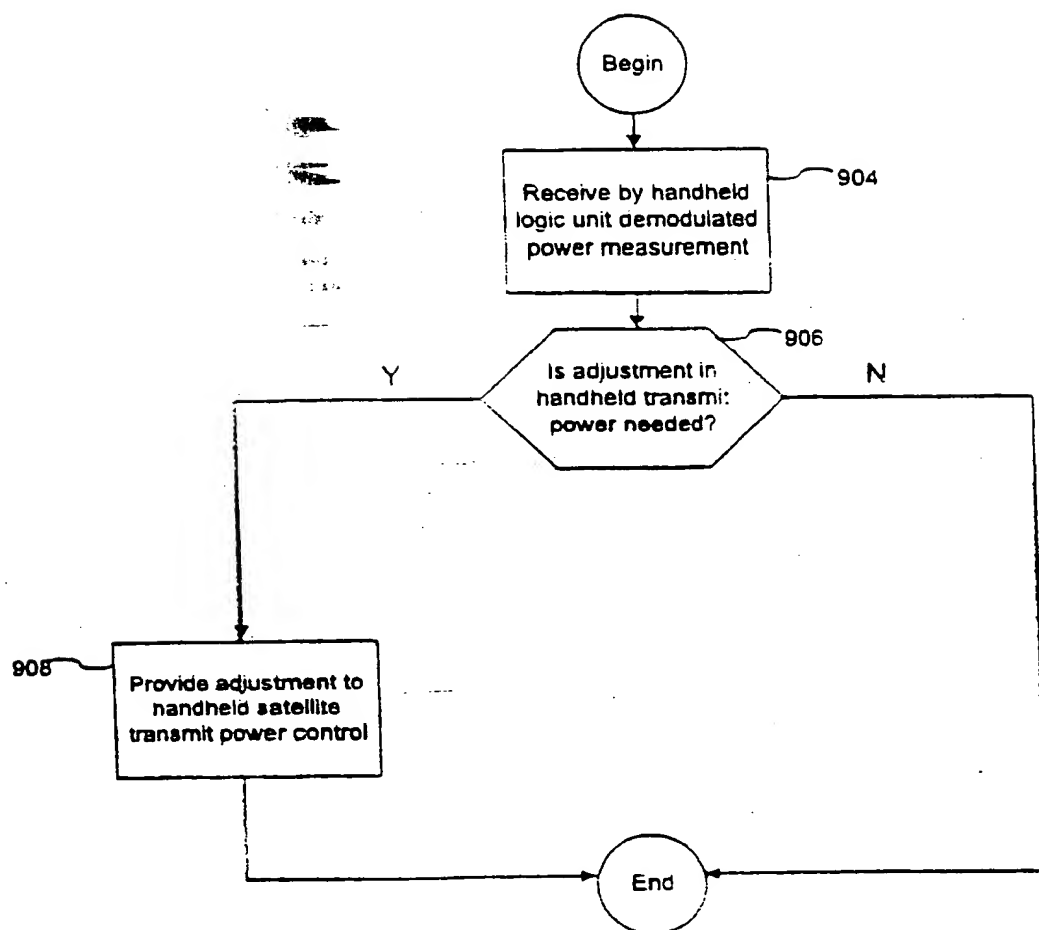 Begin
Receive by handheld
logic unit demodulated
power measurement
904
906
Is adjustment in
handheld transmit
power needed?
Y
N
908
Provide adjustment to
handheld satellite
transmit power control
End